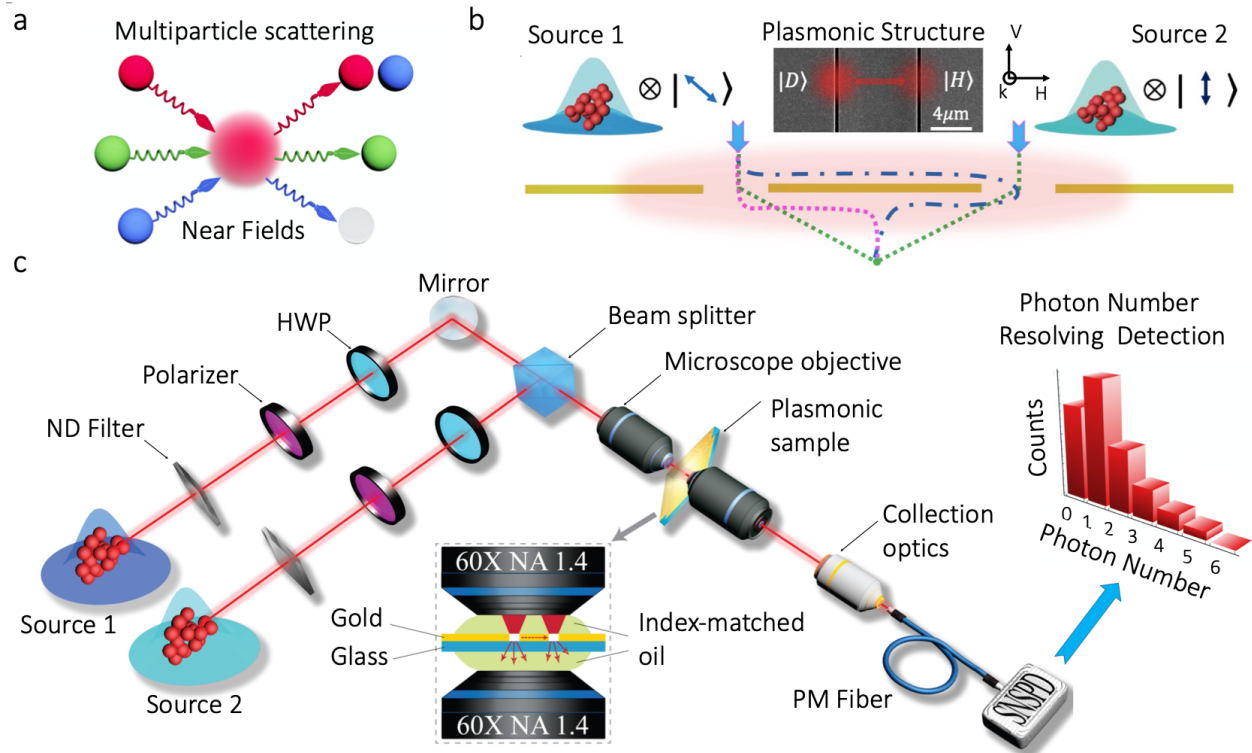 a
Multiparticle scattering
Near Fields
b
Source 1
⊗ | ⟩
Plasmonic Structure
|D⟩
|H⟩
4μm
V
k
H
Source 2
⊗ | ⟩
c
Mirror
HWP
Polarizer
ND Filter
Source 1
Source 2
Beam splitter
Microscope objective
Plasmonic
sample
Collection
optics
60X NA 1.4
Gold
Glass
Index-matched
oil
60X NA 1.4
PM Fiber
SNSPD
Photon Number
Resolving Detection
Counts
0 1 2 3 4 5 6
Photon Number